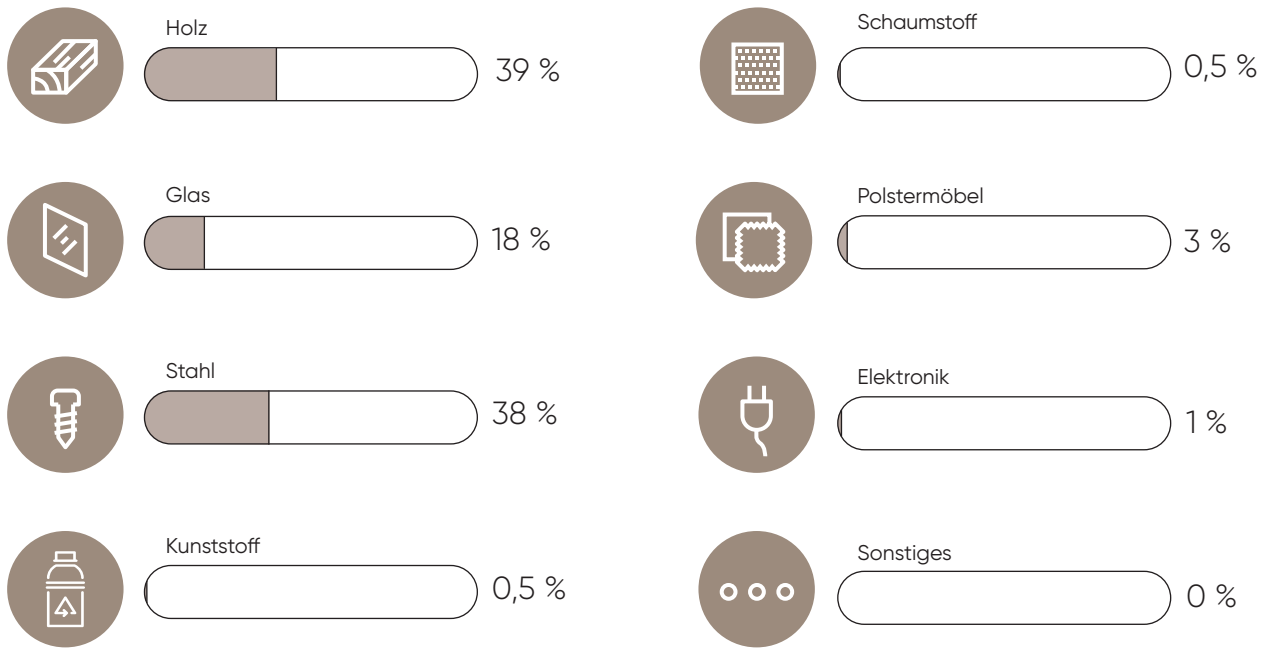 Holz
39 %
Glas
18 %
Stahl
38 %
Kunststoff
0,5 %
Schaumstoff
0,5 %
Polstermöbel
3 %
Elektronik
1 %
Sonstiges
0 %